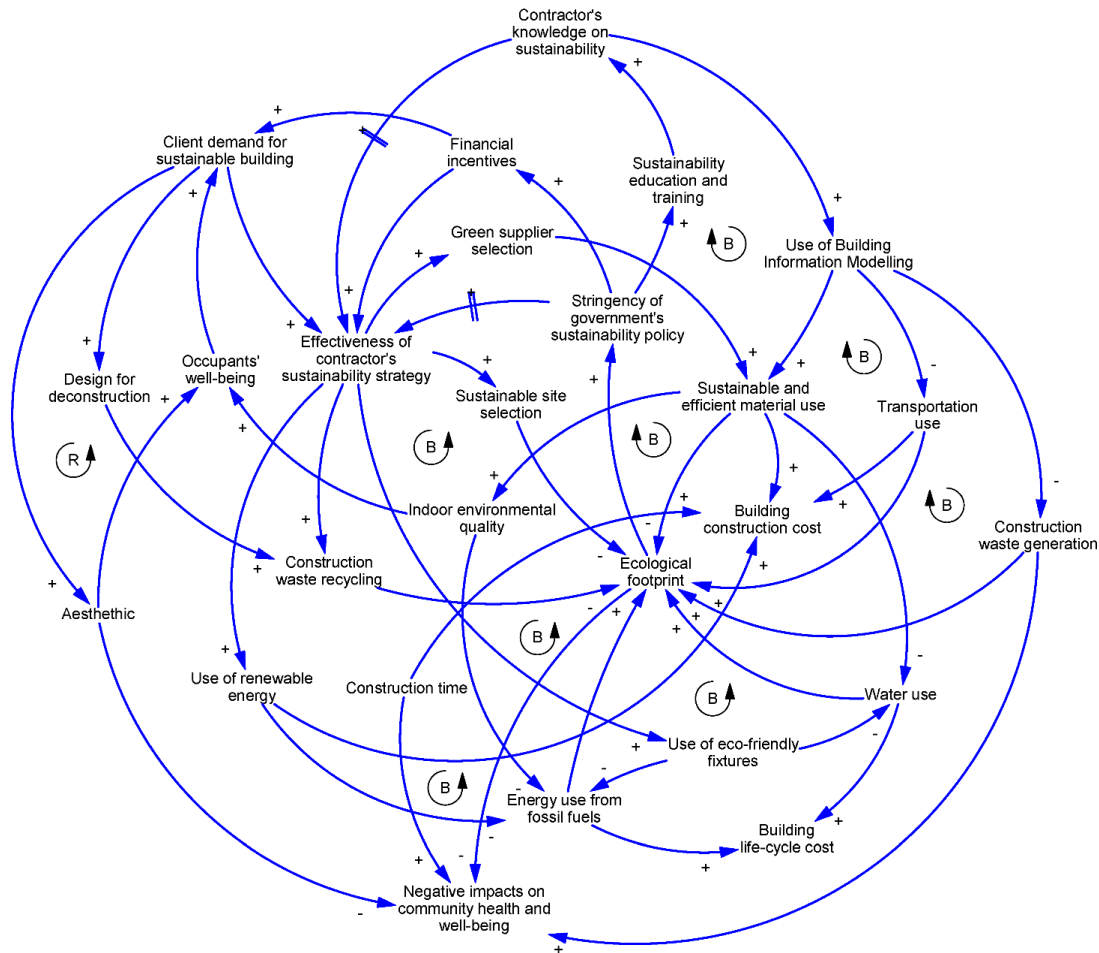 Contractor's
knowledge on
sustainability
+
+
+
Client demand for
sustainable building
+
Financial
incentives
Sustainability
education and
training
+
+
+
+
B
Green supplier
selection
+
Use of Building
Information Modelling
+
Stringency of
government's
sustainability policy
+
+
+
Effectiveness of
contractor's
sustainability strategy
+
Occupants'
well-being
+
+
B
-
Design for
deconstruction
+
+
Sustainable site
selection
+
Sustainable and
efficient material use
Transportation
use
+
R
B
B
+
+
-
Indoor environmental
quality
+
-
Building
construction cost
+
B
Construction
waste generation
+
Construction
waste recycling
+
-
Ecological
footprint
+
+
Aesthethic
-
+
+
+
+
B
+
Use of renewable
energy
Construction time
B
-
Water use
+
Use of eco-friendly
fixtures
-
B
-
-
Energy use from
fossil fuels
-
+
Building
life-cycle cost
+
-
+
Negative impacts on
community health and
well-being
-
+